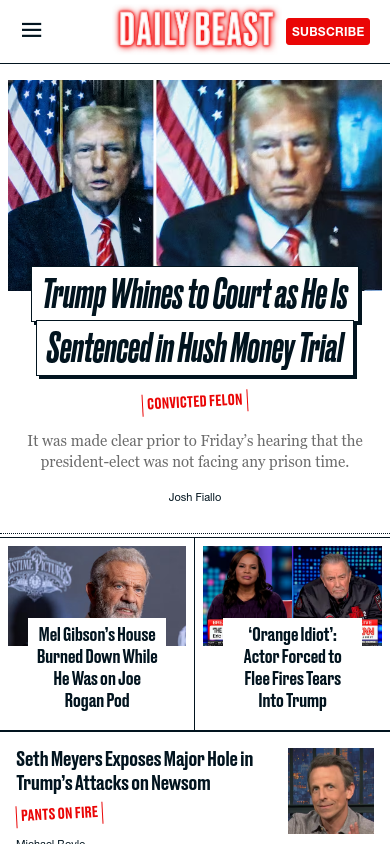 DAILY BEAST
SUBSCRIBE
Trump Whines to Court as He Is
Sentenced in Hush Money Trial
CONVICTED FELON
It was made clear prior to Friday’s hearing that the
president-elect was not facing any prison time.
Josh Fiallo
Mel Gibson’s House
Burned Down While
He Was on Joe
Rogan Pod
‘Orange Idiot’:
Actor Forced to
Flee Fires Tears
Into Trump
Seth Meyers Exposes Major Hole in
Trump’s Attacks on Newsom
PANTS ON FIRE